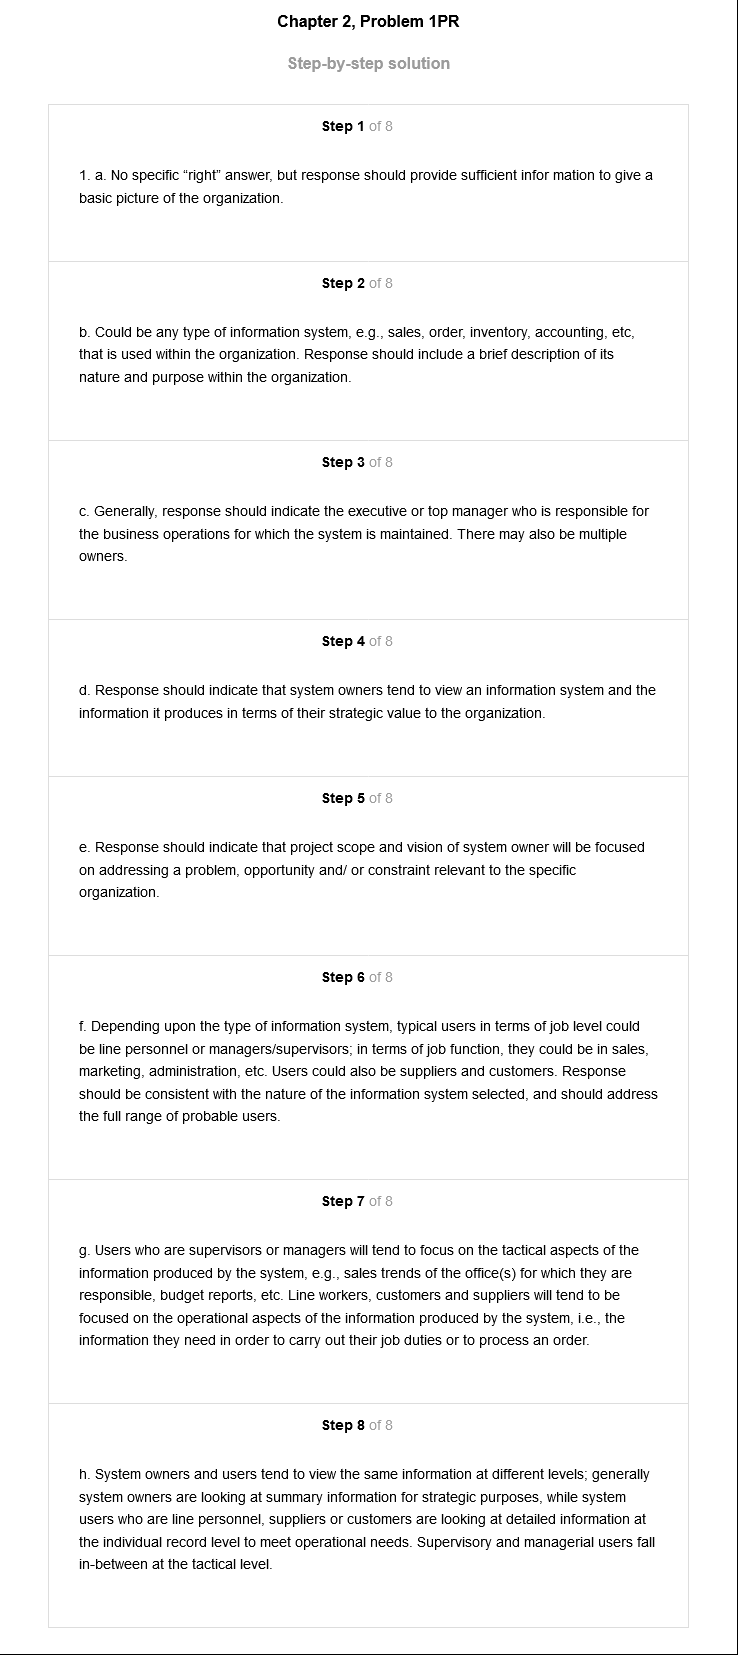 Chapter 2, Problem 1PR
Step-by-step solution
Step 1 of 8
1. a. No specific “right” answer, but response should provide sufficient infor mation to give a
basic picture of the organization.
Step 2 of 8
b. Could be any type of information system, e.g., sales, order, inventory, accounting, etc,
that is used within the organization. Response should include a brief description of its
nature and purpose within the organization.
Step 3 of 8
c. Generally, response should indicate the executive or top manager who is responsible for
the business operations for which the system is maintained. There may also be multiple
owners.
Step 4 of 8
d. Response should indicate that system owners tend to view an information system and the
information it produces in terms of their strategic value to the organization.
Step 5 of 8
e. Response should indicate that project scope and vision of system owner will be focused
on addressing a problem, opportunity and/ or constraint relevant to the specific
organization.
Step 6 of 8
f. Depending upon the type of information system, typical users in terms of job level could
be line personnel or managers/supervisors; in terms of job function, they could be in sales,
marketing, administration, etc. Users could also be suppliers and customers. Response
should be consistent with the nature of the information system selected, and should address
the full range of probable users.
Step 7 of 8
g. Users who are supervisors or managers will tend to focus on the tactical aspects of the
information produced by the system, e.g., sales trends of the office(s) for which they are
responsible, budget reports, etc. Line workers, customers and suppliers will tend to be
focused on the operational aspects of the information produced by the system, i.e., the
information they need in order to carry out their job duties or to process an order.
Step 8 of 8
h. System owners and users tend to view the same information at different levels; generally
system owners are looking at summary information for strategic purposes, while system
users who are line personnel, suppliers or customers are looking at detailed information at
the individual record level to meet operational needs. Supervisory and managerial users fall
in-between at the tactical level.